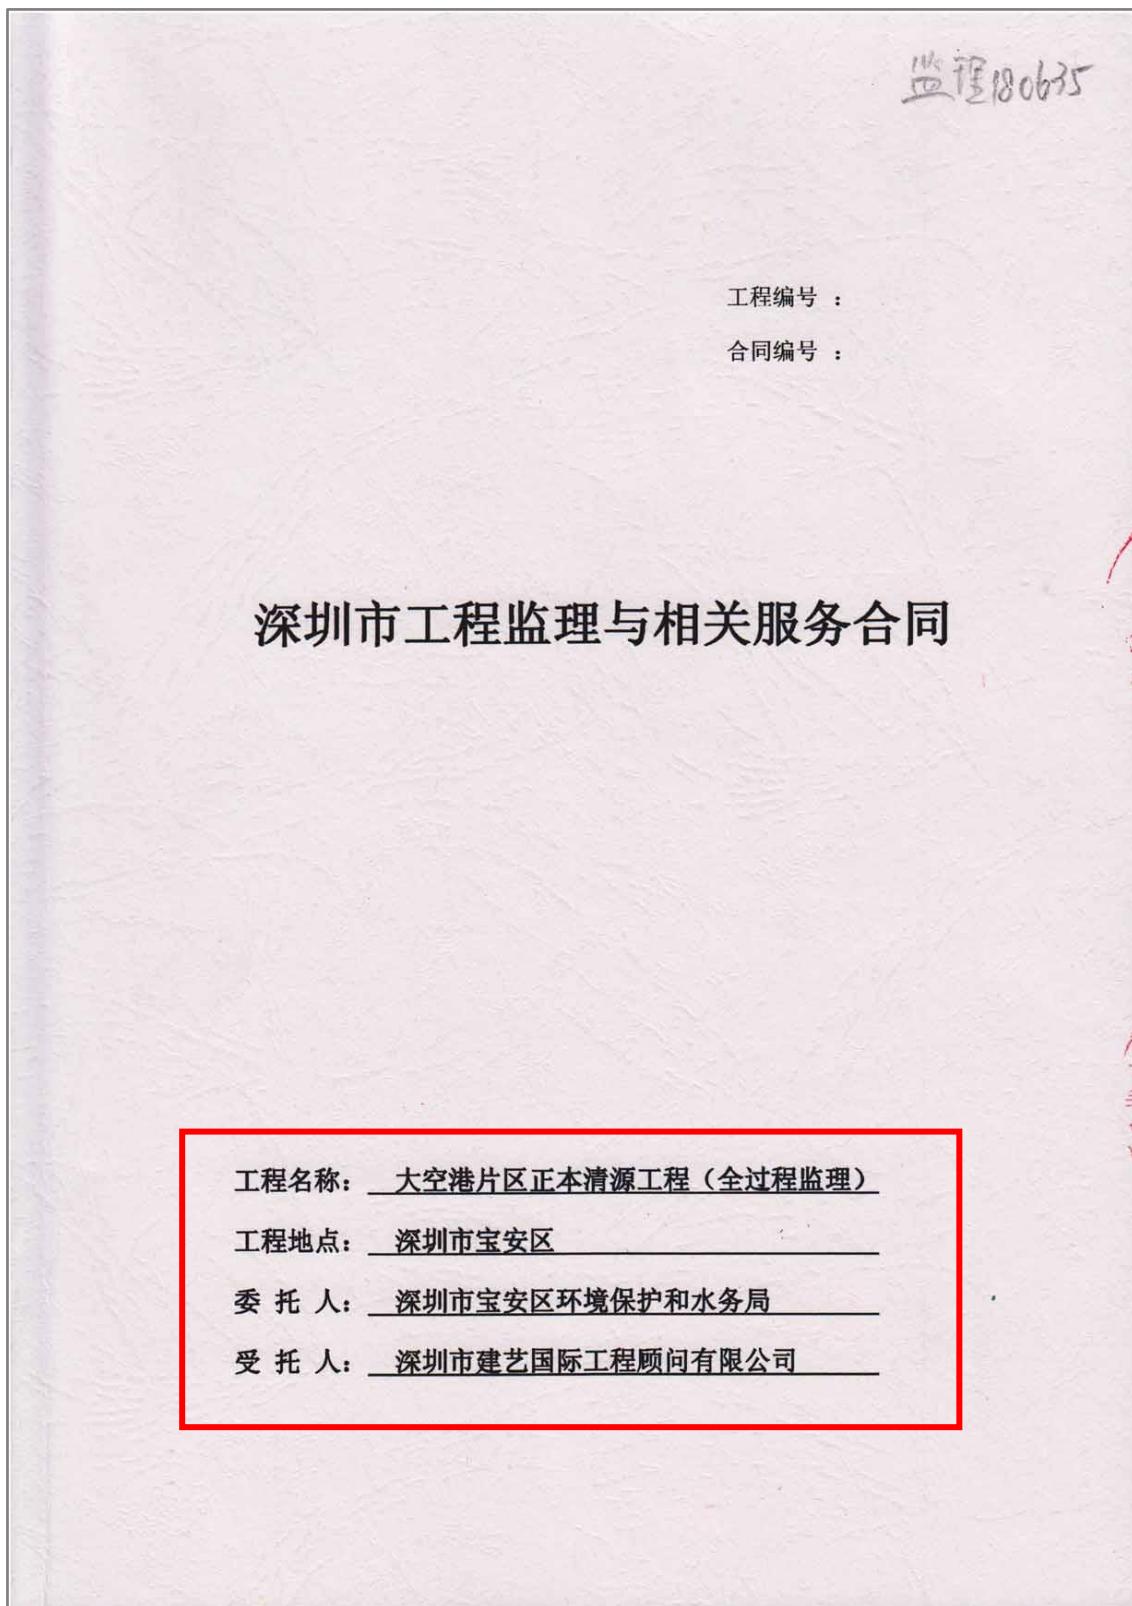 监理180635
工程编号 ：
合同编号 ：
深圳市工程监理与相关服务合同
工程名称： 大空港片区正本清源工程（全过程监理）
工程地点： 深圳市宝安区
委 托 人： 深圳市宝安区环境保护和水务局
受 托 人： 深圳市建艺国际工程顾问有限公司